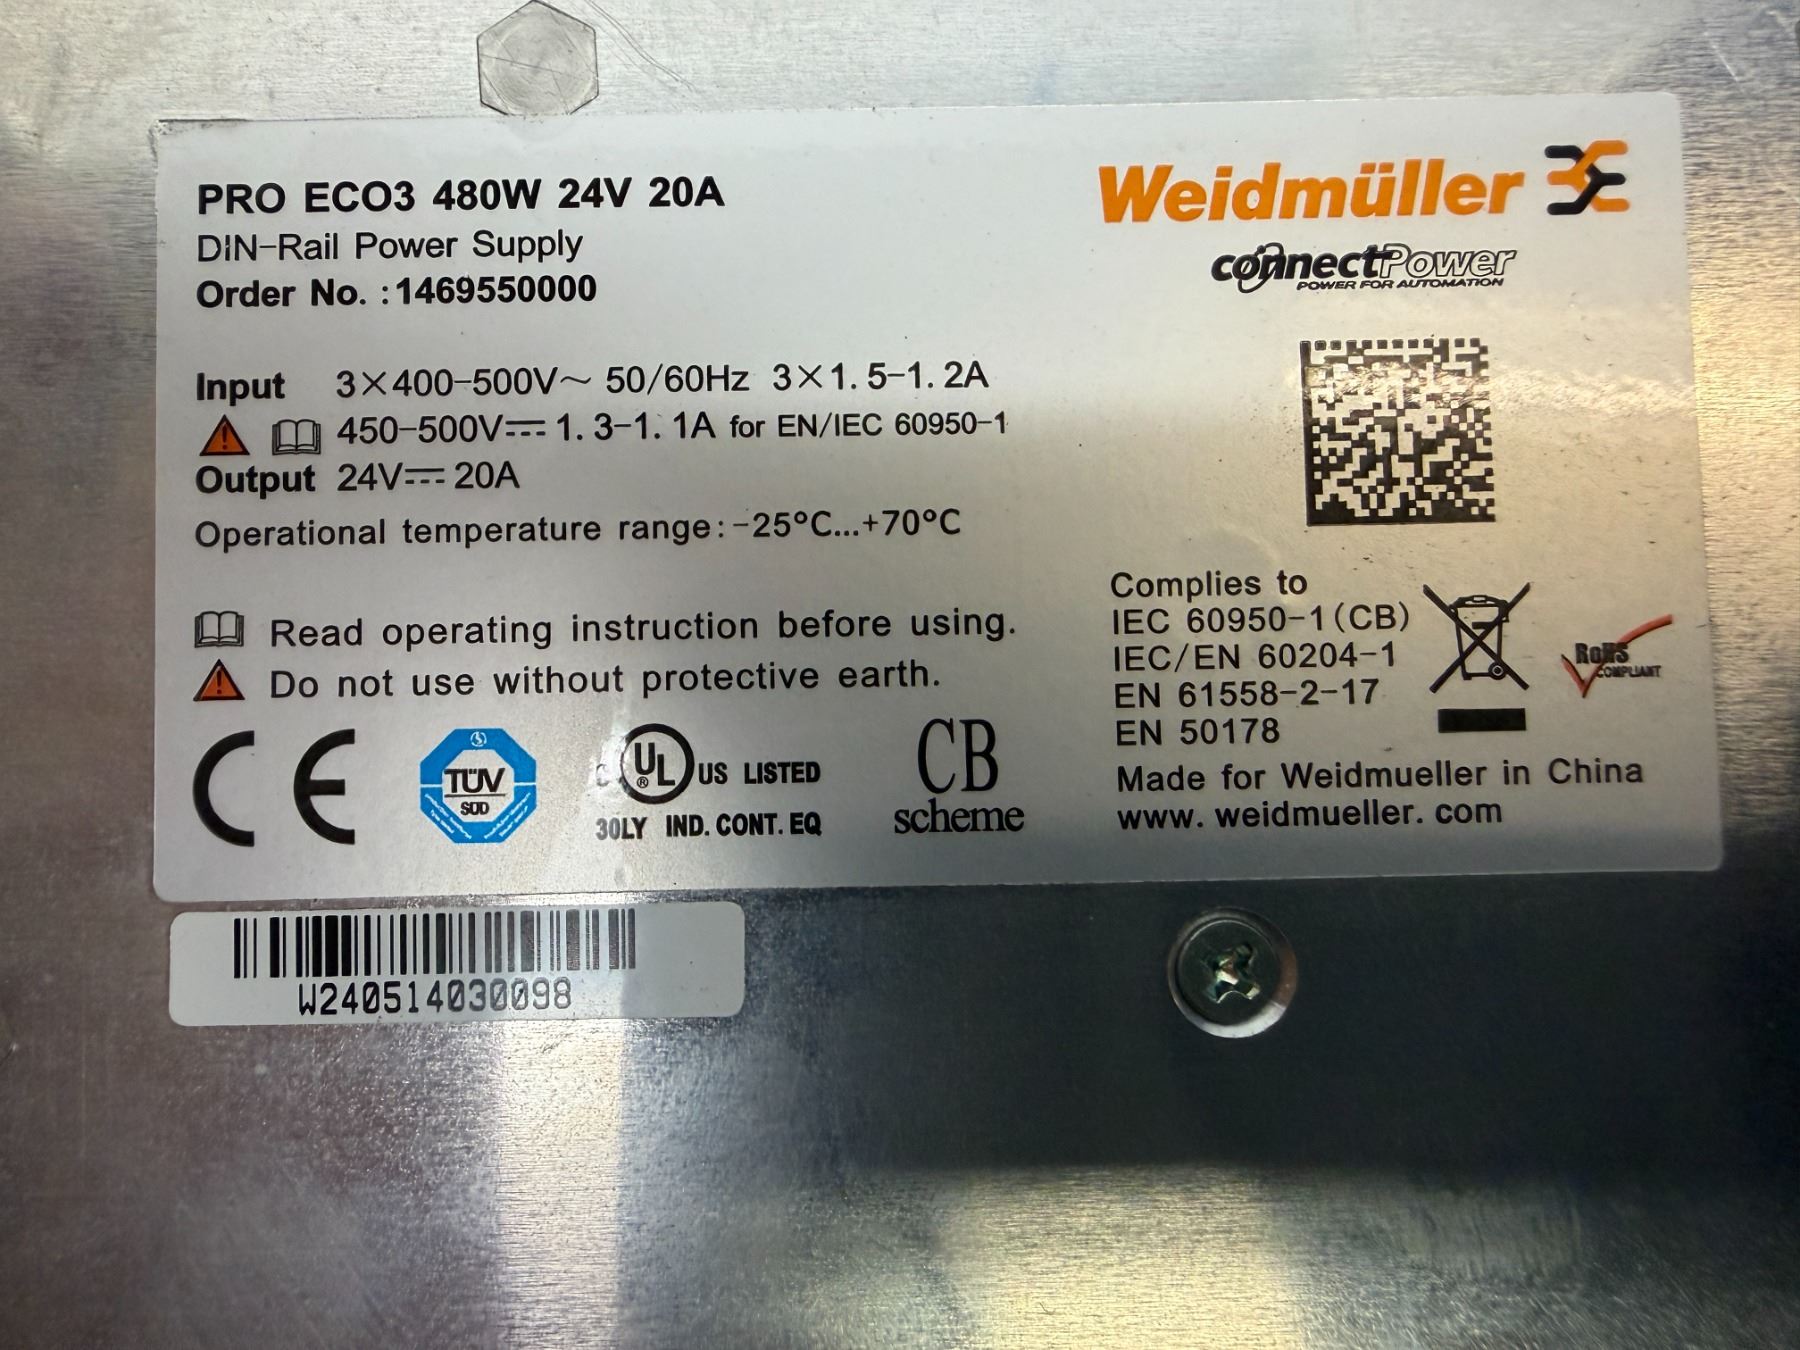 PRO ECO3 480W 24V 20A
DIN-Rail Power Supply
Order No. :1469550000
Weidmüller
connectPower
POWER FOR AUTOMATION
Input 3×400-500V~ 50/60Hz 3×1.5-1.2A
450-500V⎓ 1.3-1.1A for EN/IEC 60950-1
Output 24V⎓ 20A
Operational temperature range:-25°C...+70°C
Read operating instruction before using.
Do not use without protective earth.
CE
TÜV
SÜD
C UL® US LISTED
30LY IND. CONT. EQ
CB
scheme
Complies to
IEC 60950-1(CB)
IEC/EN 60204-1
EN 61558-2-17
EN 50178
RoHS
COMPLIANT
Made for Weidmueller in China
www.weidmueller.com
W240514030098